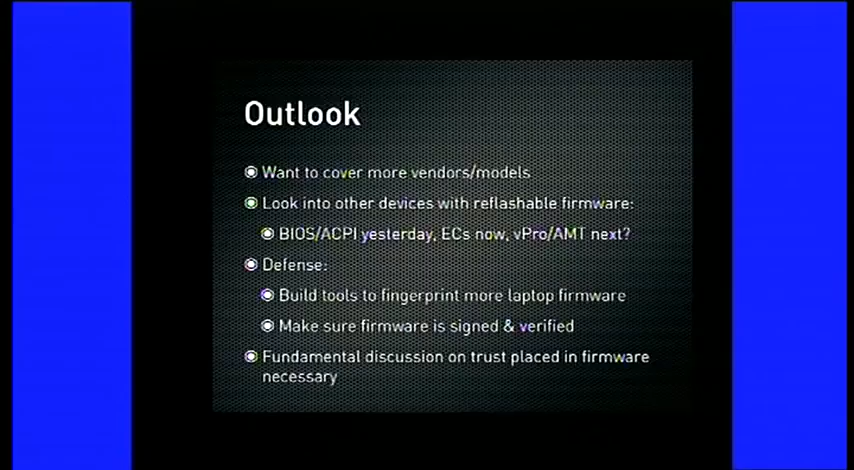 Outlook
Want to cover more vendors/models
Look into other devices with reflashable firmware:
BIOS/ACPI yesterday, ECs now, vPro/AMT next?
Defense:
Build tools to fingerprint more laptop firmware
Make sure firmware is signed & verified
Fundamental discussion on trust placed in firmware
necessary